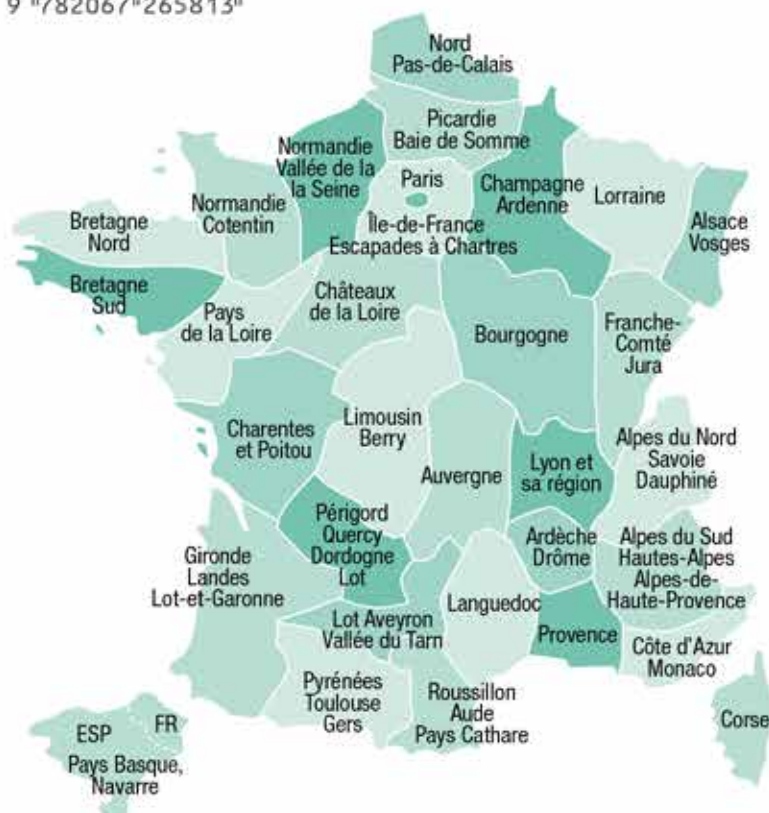 9 "782067"265813"
Nord
Pas-de-Calais
Picardie
Baie de Somme
Normandie
Vallée de la
la Seine
Paris
Champagne
Ardenne
Lorraine
Alsace
Vosges
Normandie
Cotentin
Île-de-France
Escapades à Chartres
Bretagne
Nord
Bretagne
Sud
Châteaux
de la Loire
Pays
de la Loire
Bourgogne
Franche-
Comté
Jura
Charentes
et Poitou
Limousin
Berry
Auvergne
Lyon et
sa région
Alpes du Nord
Savoie
Dauphiné
Périgord
Quercy
Dordogne
Lot
Ardèche
Drôme
Alpes du Sud
Hautes-Alpes
Alpes-de-
Haute-Provence
Gironde
Landes
Lot-et-Garonne
Lot Aveyron
Vallée du Tarn
Languedoc
Provence
Côte d'Azur
Monaco
Pyrénées
Toulouse
Gers
Roussillon
Aude
Pays Cathare
Corse
ESP
FR
Pays Basque,
Navarre